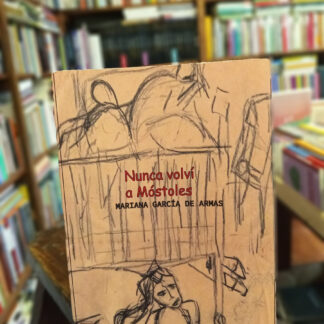 Nunca volví
a Móstoles
MARIANA GARCÍA DE ARMAS